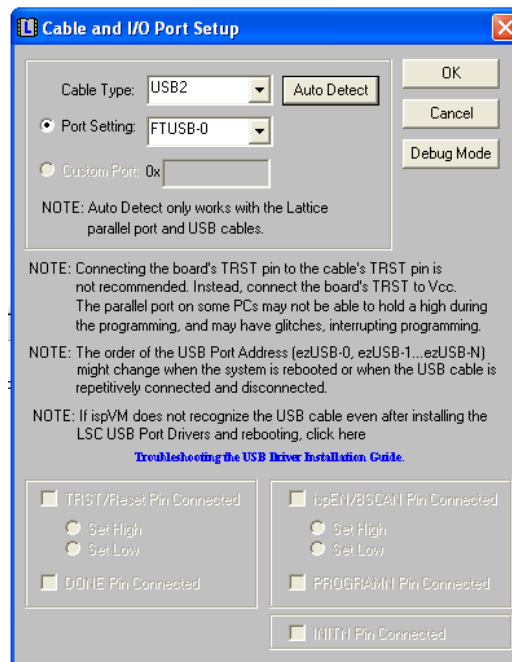 Cable and I/O Port Setup
Cable Type: USB2 Auto Detect OK
Port Setting: FTUSB-0 Cancel
Custom Port: 0x Debug Mode
NOTE: Auto Detect only works with the Lattice
parallel port and USB cables.
NOTE: Connecting the board's TRST pin to the cable's TRST pin is
not recommended. Instead, connect the board's TRST to Vcc.
The parallel port on some PCs may not be able to hold a high during
the programming, and may have glitches, interrupting programming.
NOTE: The order of the USB Port Address (ezUSB-0, ezUSB-1...ezUSB-N)
might change when the system is rebooted or when the USB cable is
repetitively connected and disconnected.
NOTE: If ispVM does not recognize the USB cable even after installing the
LSC USB Port Drivers and rebooting, click here
Troubleshooting the USB Driver Installation Guide.
TRST/Reset Pin Connected
Set High
Set Low
DONE Pin Connected
ispEN/BSCAN Pin Connected
Set High
Set Low
PROGRAMN Pin Connected
INITN Pin Connected